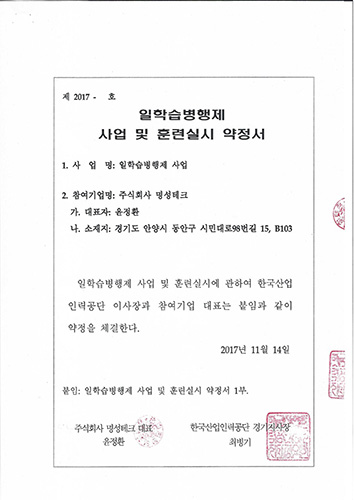 제 2017 -  호
일학습병행제
사업 및 훈련실시 약정서
1. 사 업 명: 일학습병행제 사업
2. 참여기업명: 주식회사 명성테크
가. 대표자: 윤정환
나. 소재지: 경기도 안양시 동안구 시민대로98번길 15, B103
일학습병행제 사업 및 훈련실시에 관하여 한국산업
인력공단 이사장과 참여기업 대표는 붙임과 같이
약정을 체결한다.
2017년 11월 14일
붙임: 일학습병행제 사업 및 훈련실시 약정서 1부.
주식회사 명성테크 대표
윤정환
한국산업인력공단 경기지사장
최병기